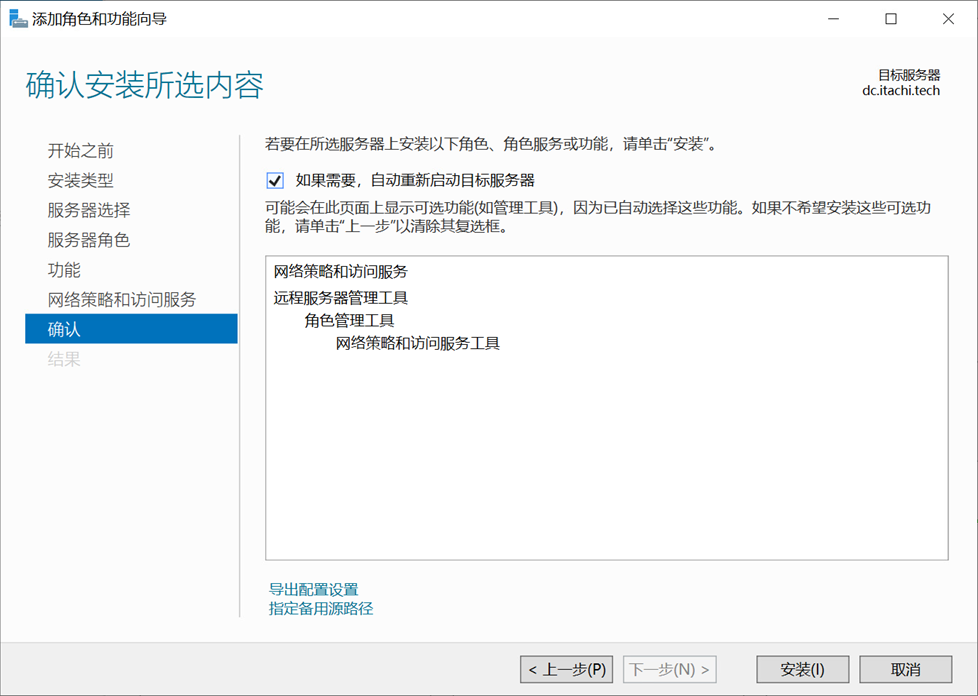 添加角色和功能向导
确认安装所选内容
目标服务器
dc.itachi.tech
开始之前
安装类型
服务器选择
服务器角色
功能
网络策略和访问服务
确认
结果
若要在所选服务器上安装以下角色、角色服务或功能，请单击“安装”。
如果需要，自动重新启动目标服务器
可能会在此页面上显示可选功能(如管理工具)，因为已自动选择这些功能。如果不希望安装这些可选功
能，请单击“上一步”以清除其复选框。
网络策略和访问服务
远程服务器管理工具
角色管理工具
网络策略和访问服务工具
导出配置设置
指定备用源路径
< 上一步(P)
下一步(N) >
安装(I)
取消